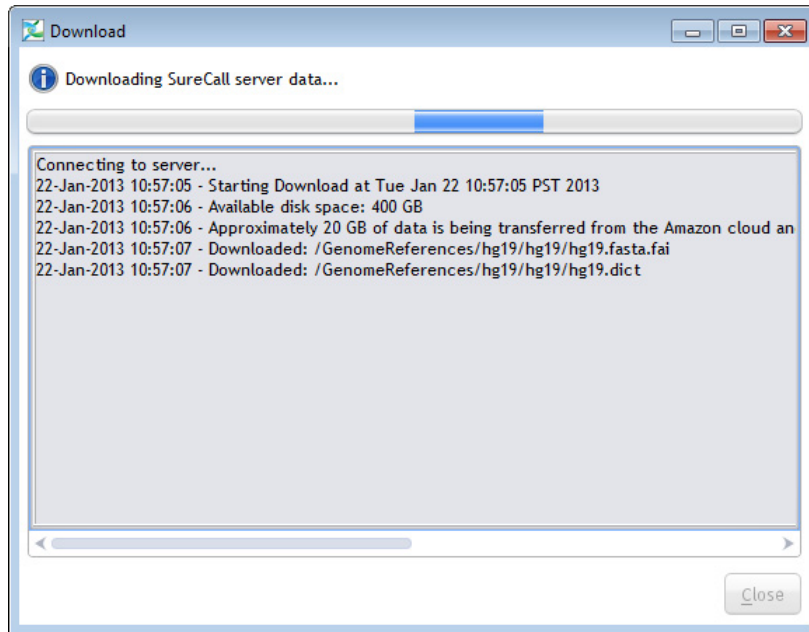 Download
Downloading SureCall server data...
Connecting to server...
22-Jan-2013 10:57:05 - Starting Download at Tue Jan 22 10:57:05 PST 2013
22-Jan-2013 10:57:06 - Available disk space: 400 GB
22-Jan-2013 10:57:06 - Approximately 20 GB of data is being transferred from the Amazon cloud an
22-Jan-2013 10:57:07 - Downloaded: /GenomeReferences/hg19/hg19/hg19.fasta.fai
22-Jan-2013 10:57:07 - Downloaded: /GenomeReferences/hg19/hg19/hg19.dict
Close